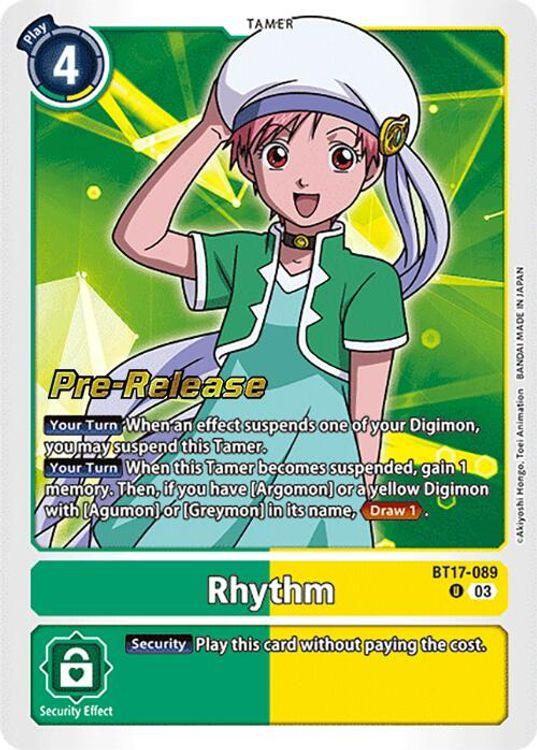 TAMER
Play
4
Pre-Release
Your Turn When an effect suspends one of your Digimon,
you may suspend this Tamer.
Your Turn When this Tamer becomes suspended, gain 1
memory. Then, if you have [Argomon] or a yellow Digimon
with [Agumon] or [Greymon] in its name, Draw 1 .
©Akiyoshi Hongo, Toei Animation BANDAI MADE IN JAPAN
BT17-089
Rhythm
U 03
Security Play this card without paying the cost.
Security Effect